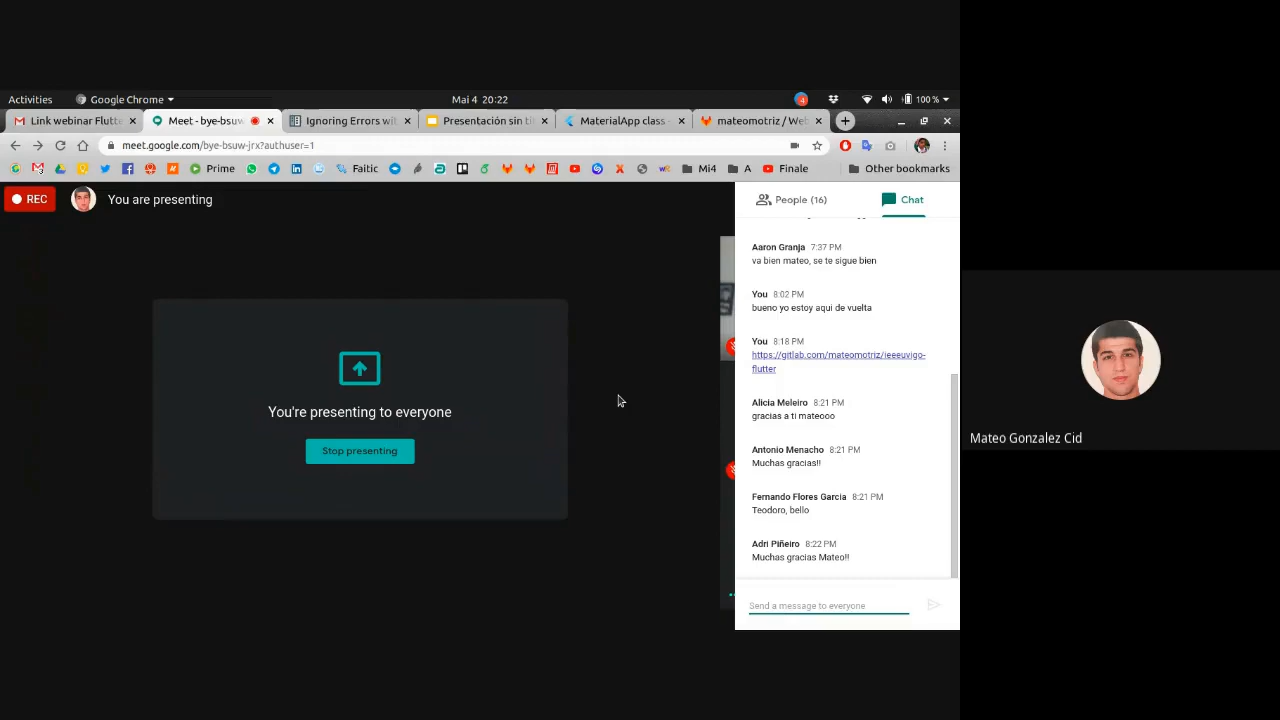 Activities
Google Chrome
Mai 4 20:22
4
100 %
Link webinar Flutte
Meet - bye-bsuw
Ignoring Errors wi
Presentación sin tí
MaterialApp class -
mateomotriz / Web
meet.google.com/bye-bsuw-jrx?authuser=1
Prime
Faitic
Mi4
A
Finale
Other bookmarks
REC
You are presenting
People (16)
Chat
Aaron Granja 7:37 PM
va bien mateo, se te sigue bien
You 8:02 PM
bueno yo estoy aqui de vuelta
You 8:18 PM
https://gitlab.com/mateomotriz/ieeeuvigo-
flutter
Alicia Meleiro 8:21 PM
gracias a ti mateooo
Antonio Menacho 8:21 PM
Muchas gracias!!
Fernando Flores Garcia 8:21 PM
Teodoro, bello
Adri Piñeiro 8:22 PM
Muchas gracias Mateo!!
Send a message to everyone
You're presenting to everyone
Stop presenting
Mateo Gonzalez Cid